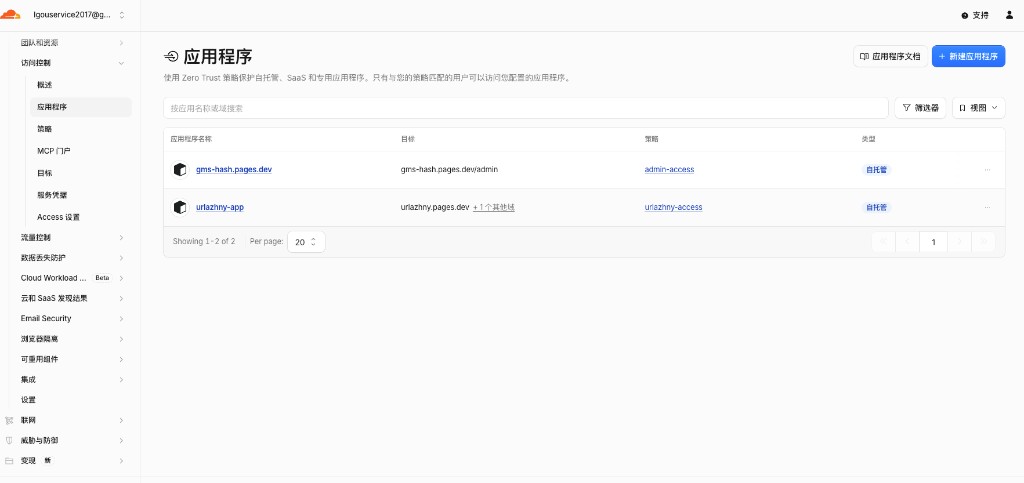 lgouservice2017@g...
支持
团队和资源
访问控制
概述
应用程序
策略
MCP 门户
目标
服务凭据
Access 设置
流量控制
数据丢失防护
Cloud Workload ... Beta
云和 SaaS 发现结果
Email Security
浏览器隔离
可重用组件
集成
设置
联网
威胁与防御
变现 新
应用程序
应用程序文档
+ 新建应用程序
使用 Zero Trust 策略保护自托管、SaaS 和专用应用程序。只有与您的策略匹配的用户可以访问您配置的应用程序。
按应用名称或域搜索
筛选器
视图
应用程序名称 目标 策略 类型
gms-hash.pages.dev gms-hash.pages.dev/admin admin-access 自托管 ...
urlazhny-app urlazhny.pages.dev + 1 个其他域 urlazhny-access 自托管 ...
Showing 1-2 of 2 Per page: 20 1